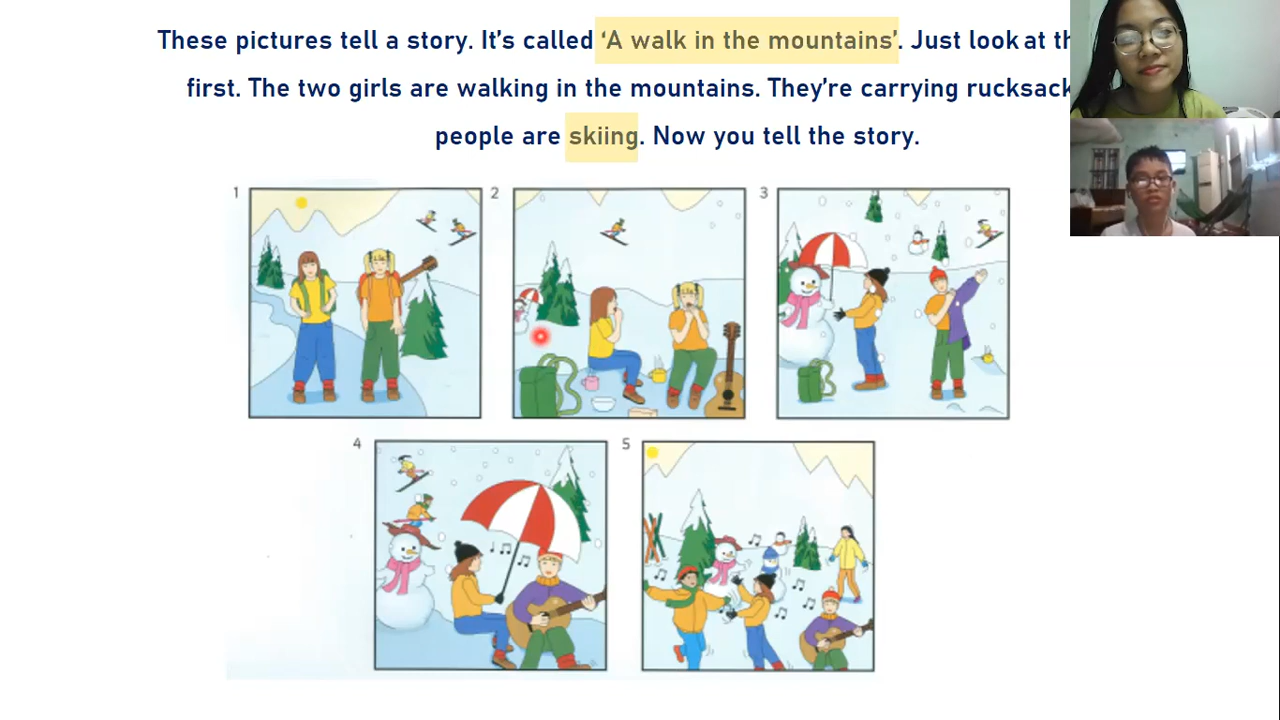 These pictures tell a story. It’s called ‘A walk in the mountains’. Just look at
first. The two girls are walking in the mountains. They’re carrying
people are skiing. Now you tell the story.
1
2
3
4
5